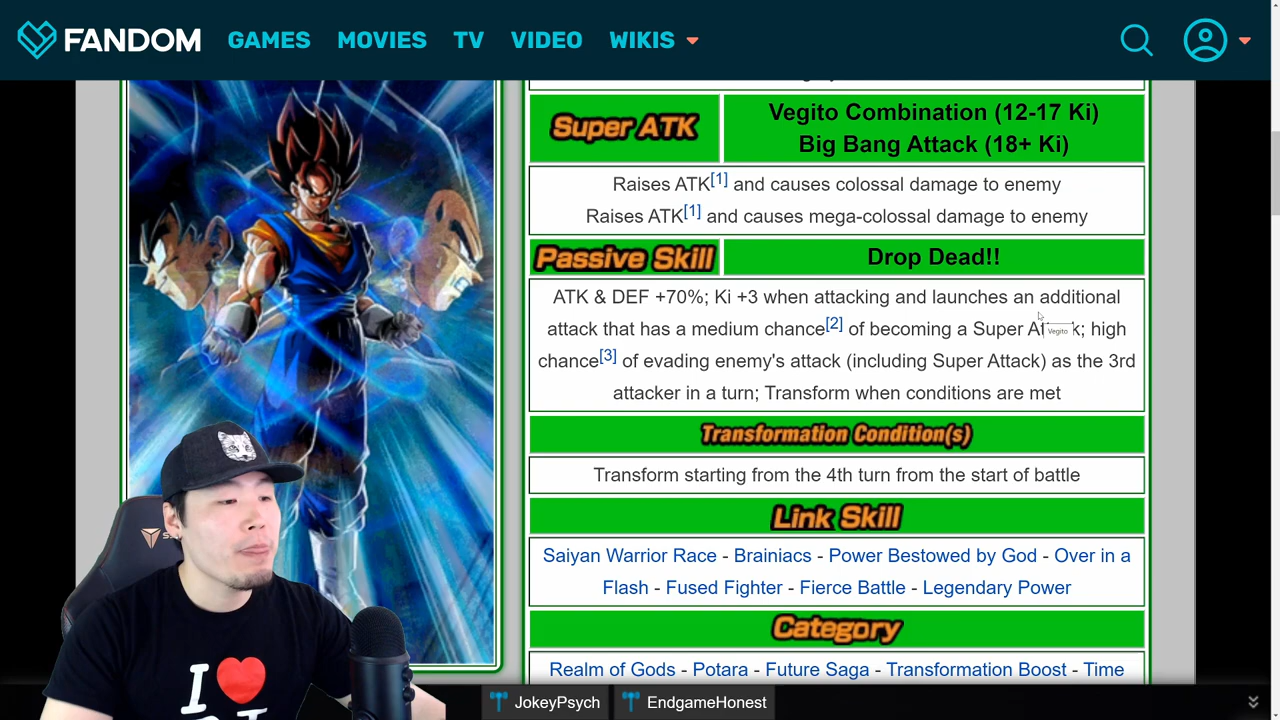 FANDOM GAMES MOVIES TV VIDEO WIKIS
Super ATK
Vegito Combination (12-17 Ki)
Big Bang Attack (18+ Ki)
Raises ATK[1] and causes colossal damage to enemy
Raises ATK[1] and causes mega-colossal damage to enemy
Passive Skill
Drop Dead!!
ATK & DEF +70%; Ki +3 when attacking and launches an additional
attack that has a medium chance[2] of becoming a Super At k; high
Vegito
chance[3] of evading enemy's attack (including Super Attack) as the 3rd
attacker in a turn; Transform when conditions are met
Transformation Condition(s)
Transform starting from the 4th turn from the start of battle
Link Skill
Saiyan Warrior Race - Brainiacs - Power Bestowed by God - Over in a
Flash - Fused Fighter - Fierce Battle - Legendary Power
Category
Realm of Gods - Potara - Future Saga - Transformation Boost - Time
I
JokeyPsych EndgameHonest